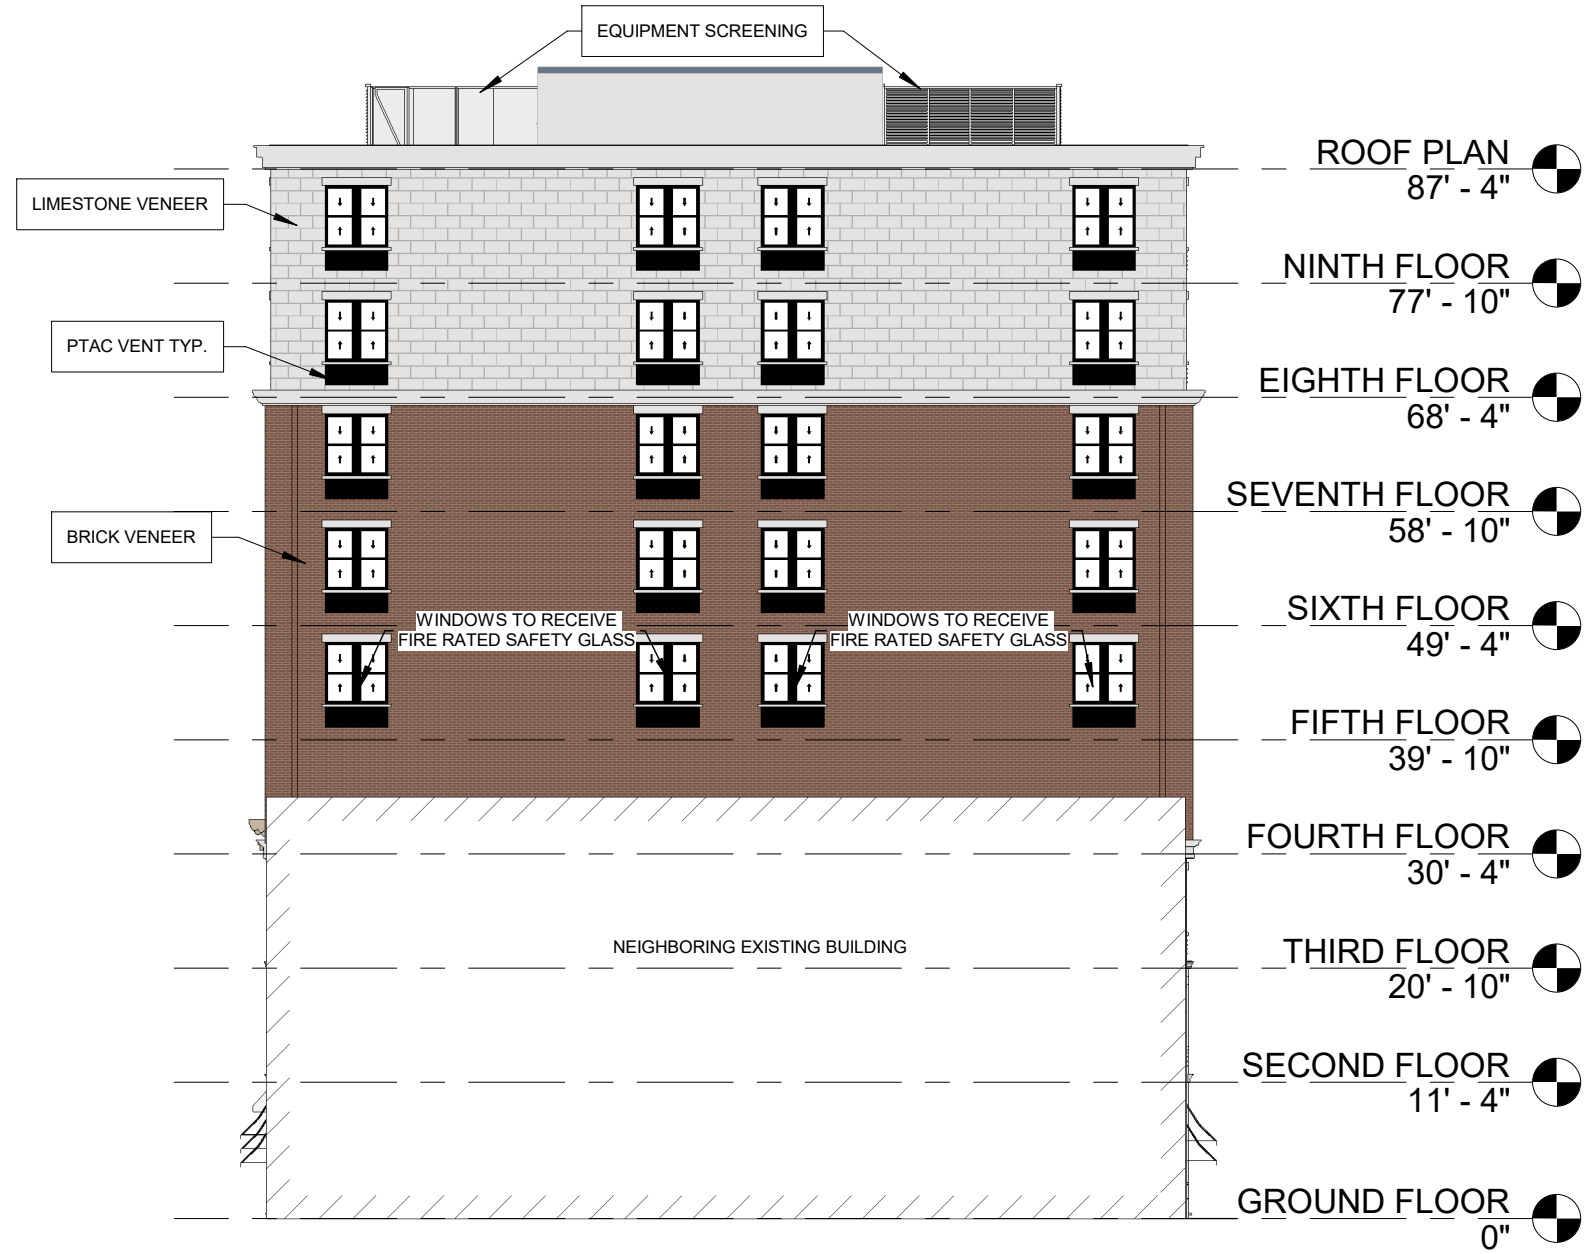 EQUIPMENT SCREENING
ROOF PLAN
87' - 4"
LIMESTONE VENEER
NINTH FLOOR
77' - 10"
PTAC VENT TYP.
EIGHTH FLOOR
68' - 4"
SEVENTH FLOOR
58' - 10"
BRICK VENEER
SIXTH FLOOR
49' - 4"
WINDOWS TO RECEIVE
FIRE RATED SAFETY GLASS
WINDOWS TO RECEIVE
FIRE RATED SAFETY GLASS
FIFTH FLOOR
39' - 10"
FOURTH FLOOR
30' - 4"
NEIGHBORING EXISTING BUILDING
THIRD FLOOR
20' - 10"
SECOND FLOOR
11' - 4"
GROUND FLOOR
0"